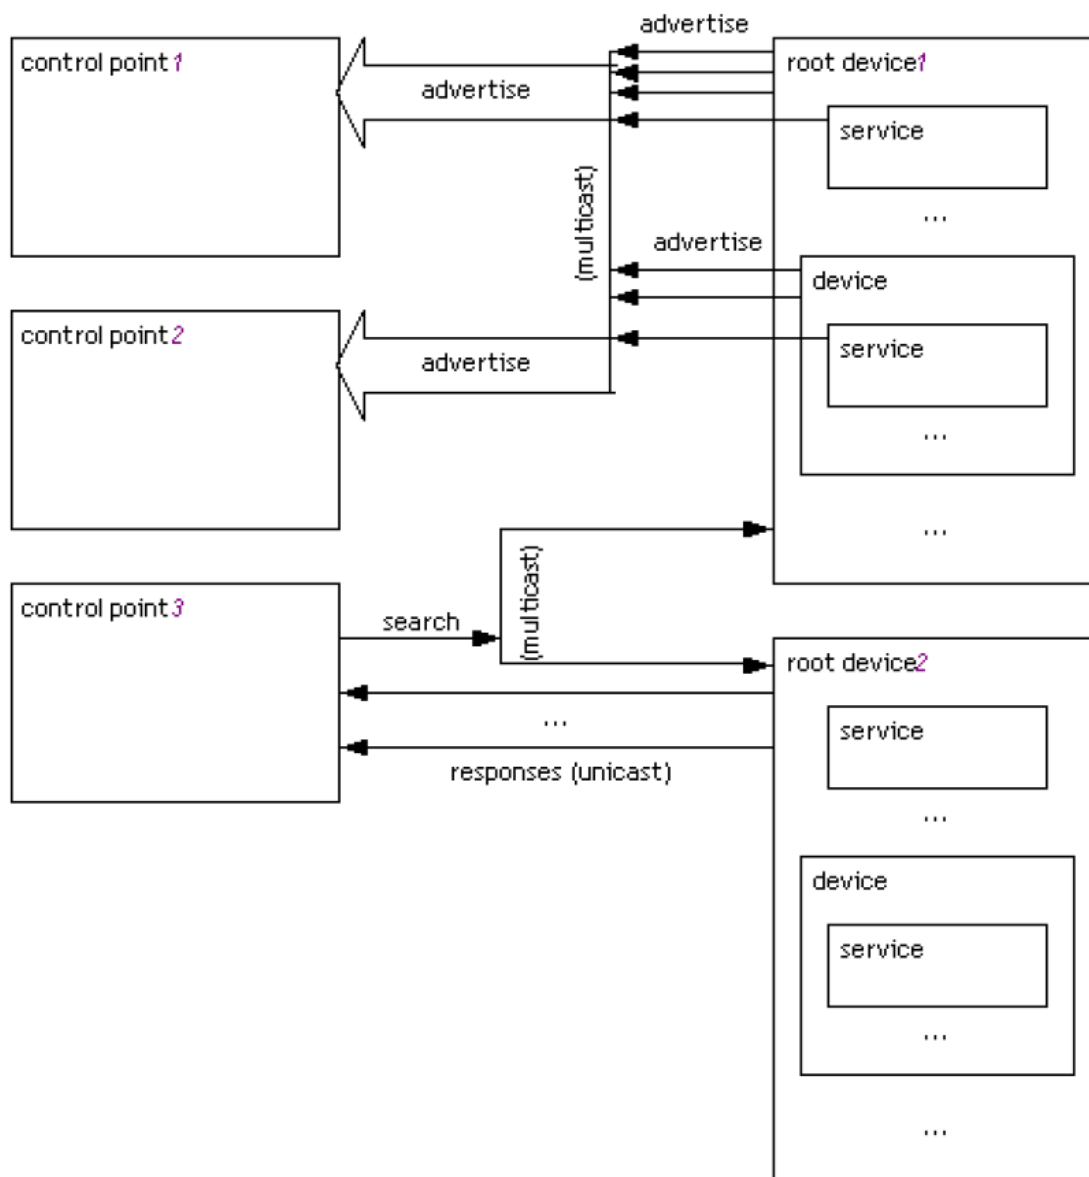 advertise
control point 1
root device 1
advertise
service
...
(multicast)
advertise
device
control point 2
service
advertise
...
...
(multicast)
control point 3
search
root device 2
...
service
responses (unicast)
...
device
service
...
...